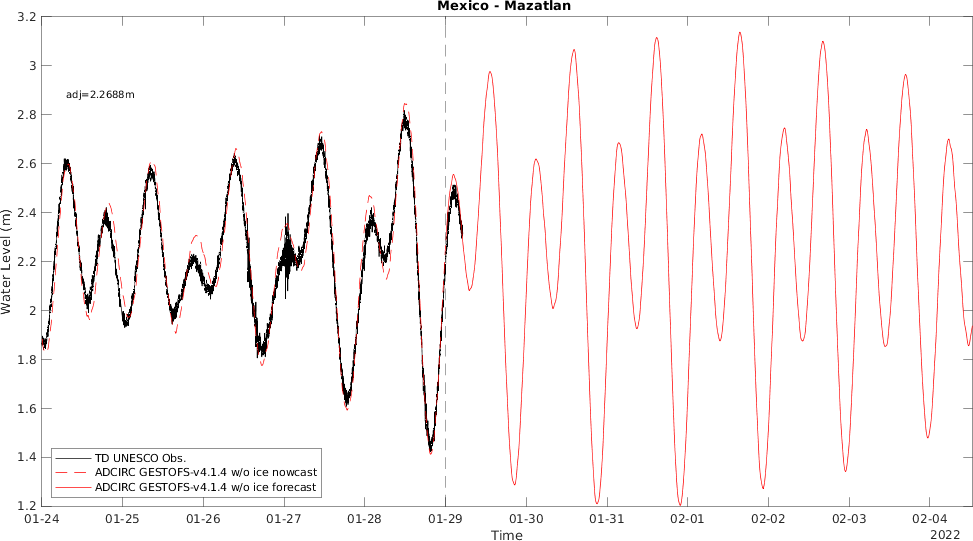 Mexico - Mazatlan
3.2
3
2.8
2.6
2.4
2.2
2
1.8
1.6
1.4
1.2
Water Level (m)
adj=2.2688m
TD UNESCO Obs.
ADCIRC GESTOFS-v4.1.4 w/o ice nowcast
ADCIRC GESTOFS-v4.1.4 w/o ice forecast
01-24 01-25 01-26 01-27 01-28 01-29 01-30 01-31 02-01 02-02 02-03 02-04
2022
Time